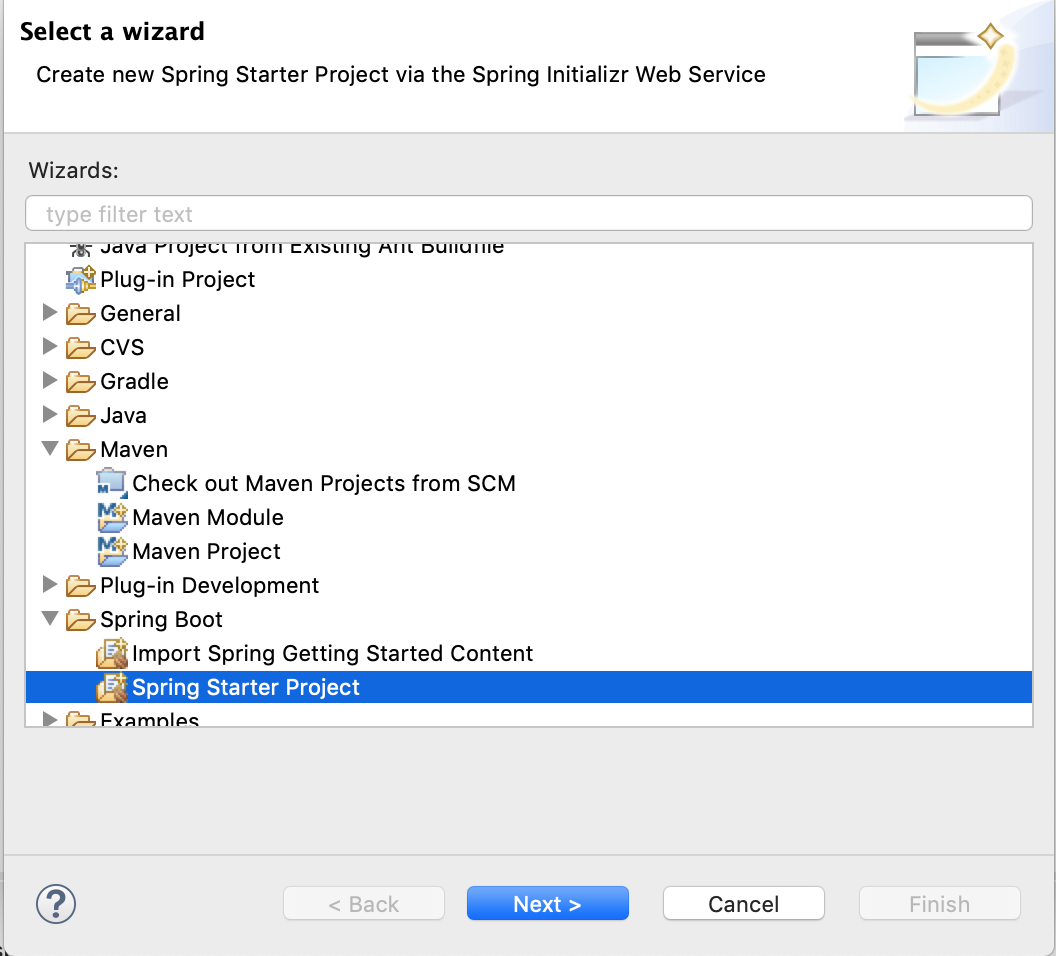 Select a wizard
Create new Spring Starter Project via the Spring Initializr Web Service
Wizards:
type filter text
Java Project from Existing Ant Buildfile
Plug-in Project
General
CVS
Gradle
Java
Maven
Check out Maven Projects from SCM
Maven Module
Maven Project
Plug-in Development
Spring Boot
Import Spring Getting Started Content
Spring Starter Project
Examples
? < Back Next > Cancel Finish